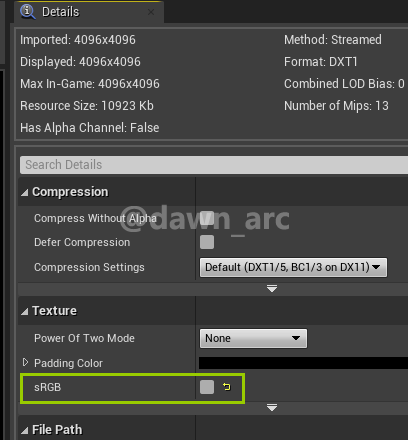 Details
Imported: 4096x4096
Method: Streamed
Displayed: 4096x4096
Format: DXT1
Max In-Game: 4096x4096
Combined LOD Bias: 0
Resource Size: 10923 Kb
Number of Mips: 13
Has Alpha Channel: False
Search Details
Compression
@dawn_arc
Compress Without Alpha
Defer Compression
Compression Settings
Default (DXT1/5, BC1/3 on DX11)
Texture
Power Of Two Mode
None
Padding Color
sRGB
File Path